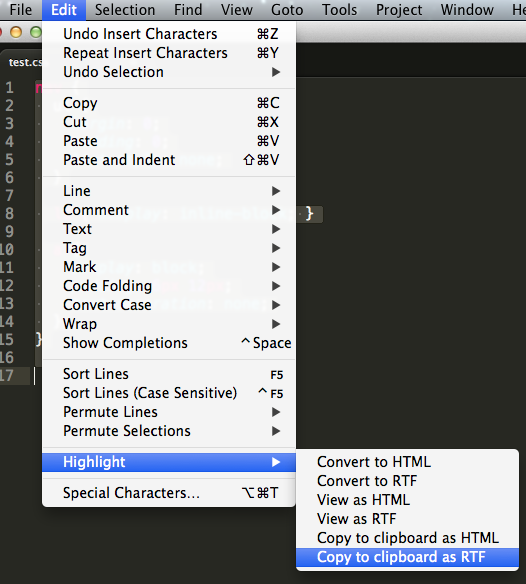 File Edit Selection Find View Goto Tools Project Window He
test.cs
Undo Insert Characters ⌘Z
Repeat Insert Characters ⌘Y
Undo Selection ▶
Copy ⌘C
Cut ⌘X
Paste ⌘V
Paste and Indent ⇧⌘V
Line ▶
Comment ▶
Text ▶
Tag ▶
Mark ▶
Code Folding ▶
Convert Case ▶
Wrap ▶
Show Completions ^Space
Sort Lines F5
Sort Lines (Case Sensitive) ^F5
Permute Lines ▶
Permute Selections ▶
Highlight ▶
Special Characters... ⌥⌘T
Convert to HTML
Convert to RTF
View as HTML
View as RTF
Copy to clipboard as HTML
Copy to clipboard as RTF
1
2
3
4
5
6
7
8 }
9
10
11
12
13
14
15 }
16
17